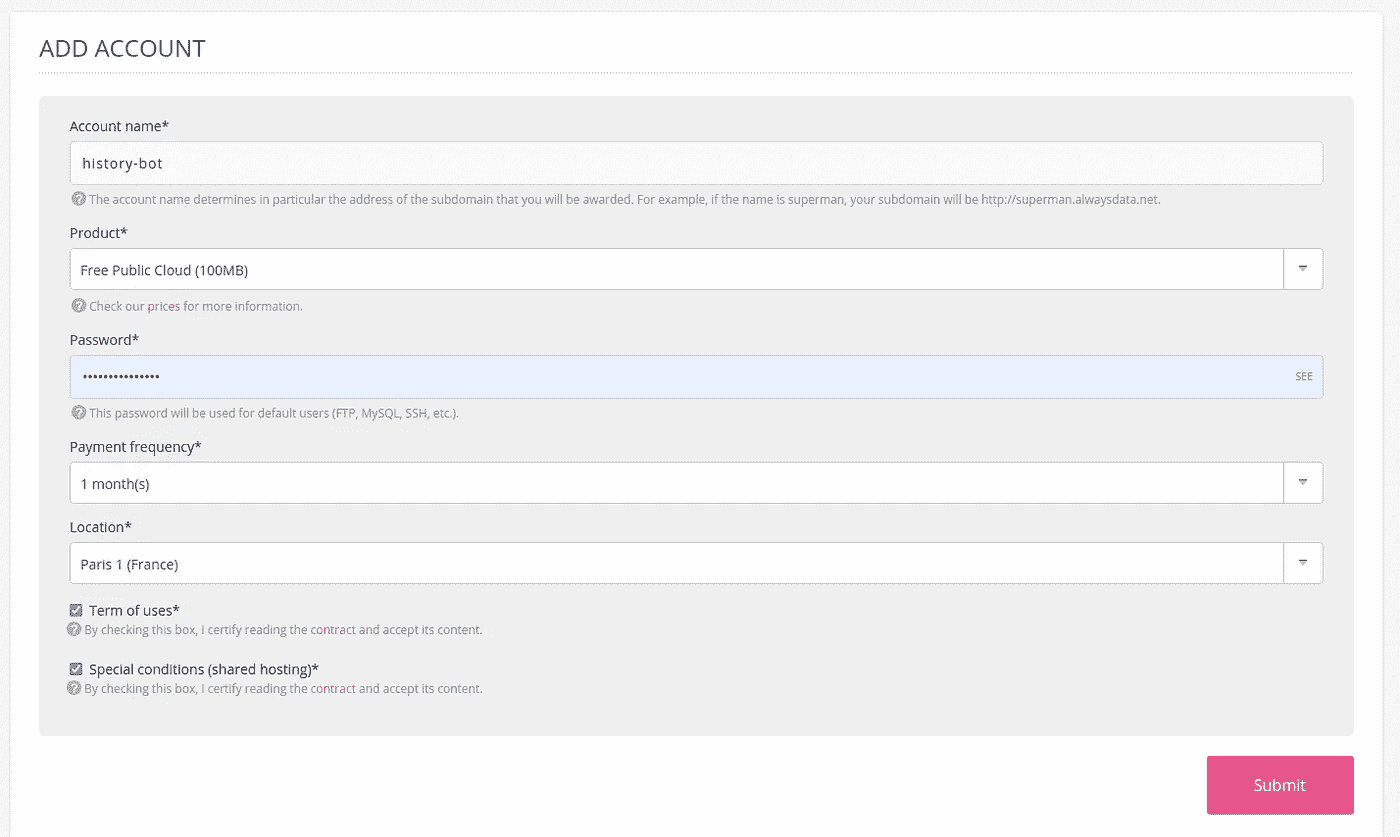 ADD ACCOUNT
Account name*
history-bot
The account name determines in particular the address of the subdomain that you will be awarded. For example, if the name is superman, your subdomain will be http://superman.alwaysdata.net.
Product*
Free Public Cloud (100MB)
Check our prices for more information.
Password*
•••••••••••••••
SEE
This password will be used for default users (FTP, MySQL, SSH, etc.).
Payment frequency*
1 month(s)
Location*
Paris 1 (France)
Term of uses*
By checking this box, I certify reading the contract and accept its content.
Special conditions (shared hosting)*
By checking this box, I certify reading the contract and accept its content.
Submit